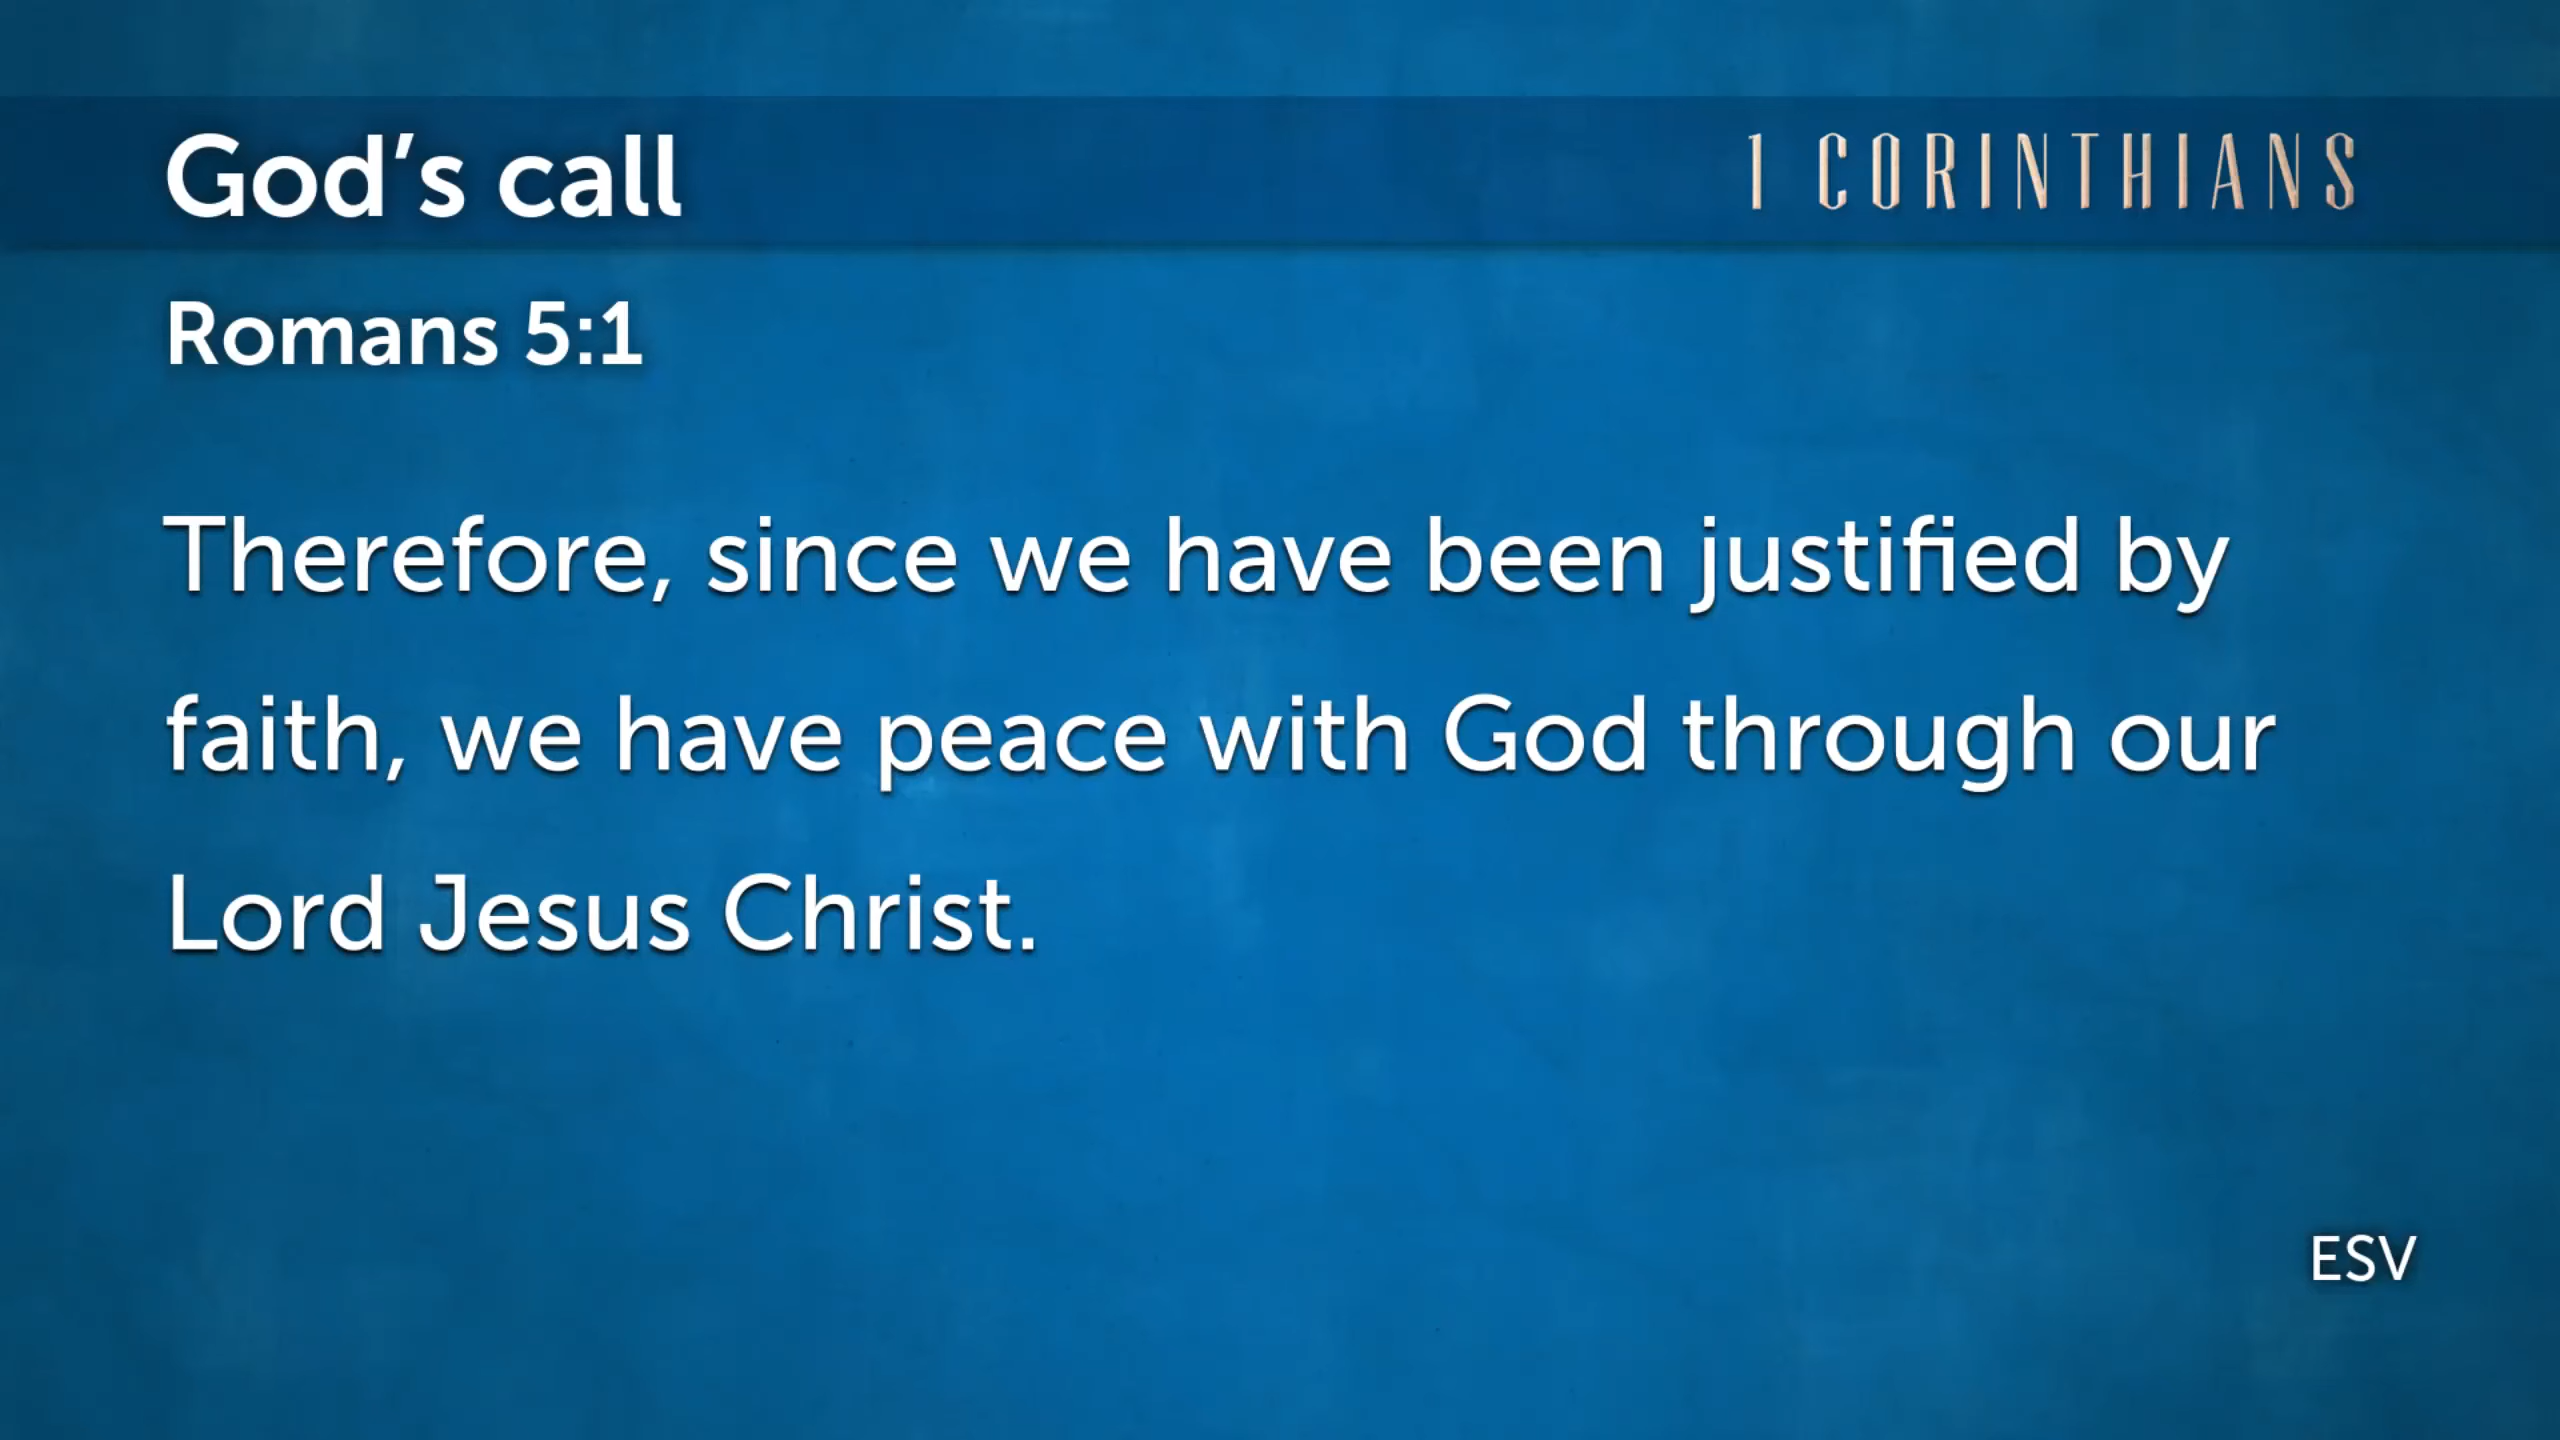 God’s call
1 CORINTHIANS
Romans 5:1
Therefore, since we have been justified by
faith, we have peace with God through our
Lord Jesus Christ.
ESV